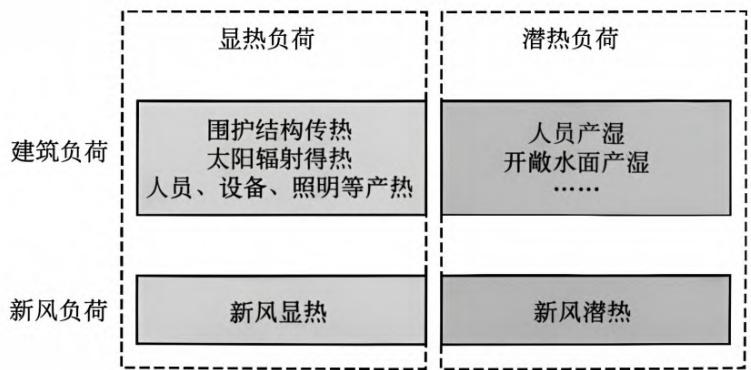 显热负荷
潜热负荷
建筑负荷
围护结构传热
太阳辐射得热
人员、设备、照明等产热
人员产湿
开敞水面产湿
……
新风负荷
新风显热
新风潜热